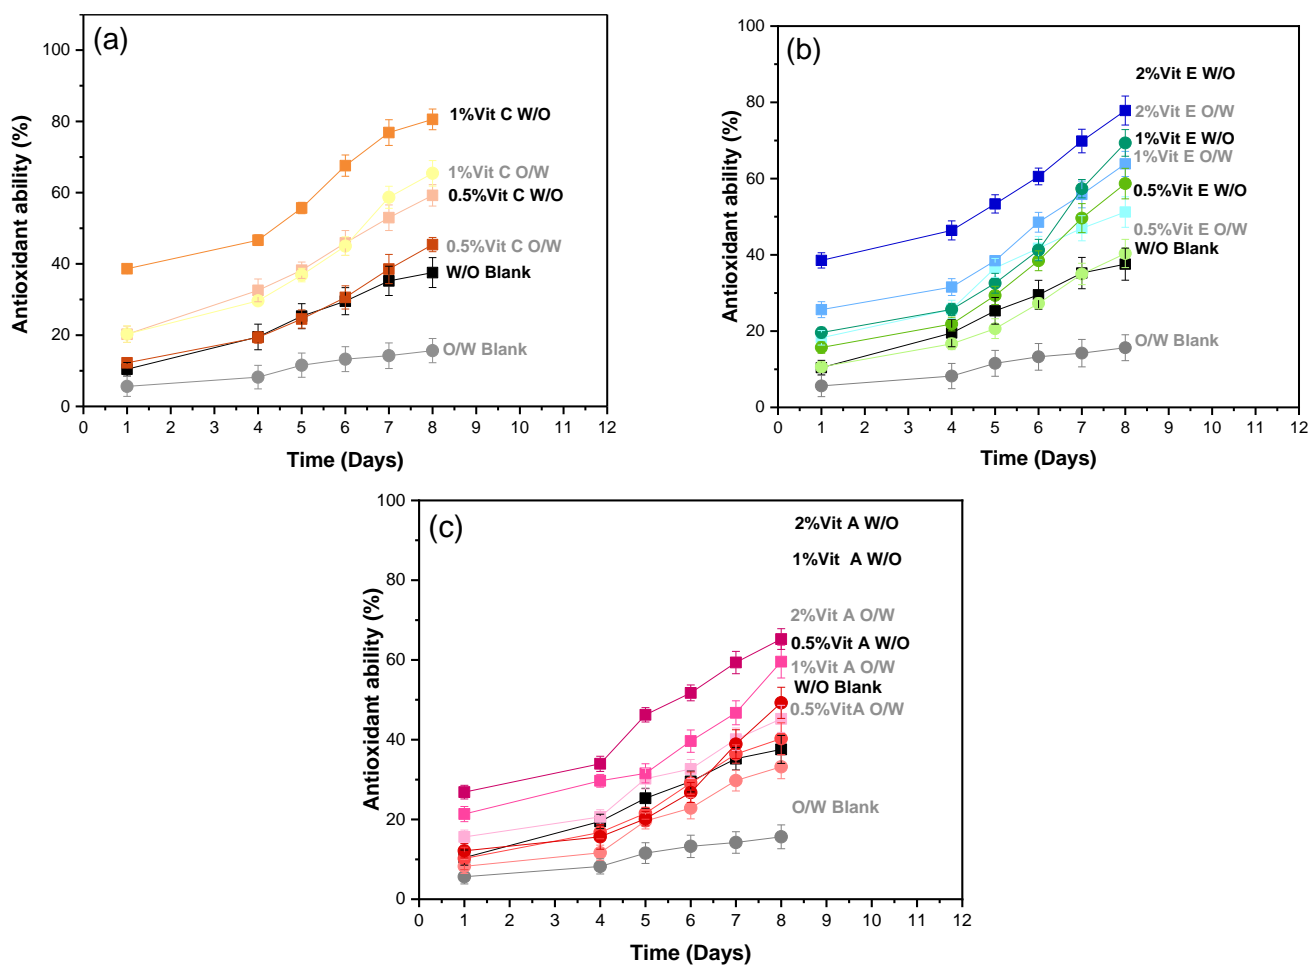 (a)
Antioxidant ability (%)
100
80
60
40
20
0
1%Vit C W/O
1%Vit C O/W
0.5%Vit C W/O
0.5%Vit C O/W
W/O Blank
O/W Blank
0 1 2 3 4 5 6 7 8 9 10 11 12
Time (Days)
(b)
Antioxidant ability (%)
100
80
60
40
20
0
2%Vit E W/O
2%Vit E O/W
1%Vit E W/O
1%Vit E O/W
0.5%Vit E W/O
0.5%Vit E O/W
W/O Blank
O/W Blank
0 1 2 3 4 5 6 7 8 9 10 11 12
Time (Days)
(c)
Antioxidant ability (%)
100
80
60
40
20
0
2%Vit A W/O
1%Vit  A W/O
2%Vit A O/W
0.5%Vit A W/O
1%Vit A O/W
W/O Blank
0.5%VitA O/W
O/W Blank
0 1 2 3 4 5 6 7 8 9 10 11 12
Time (Days)